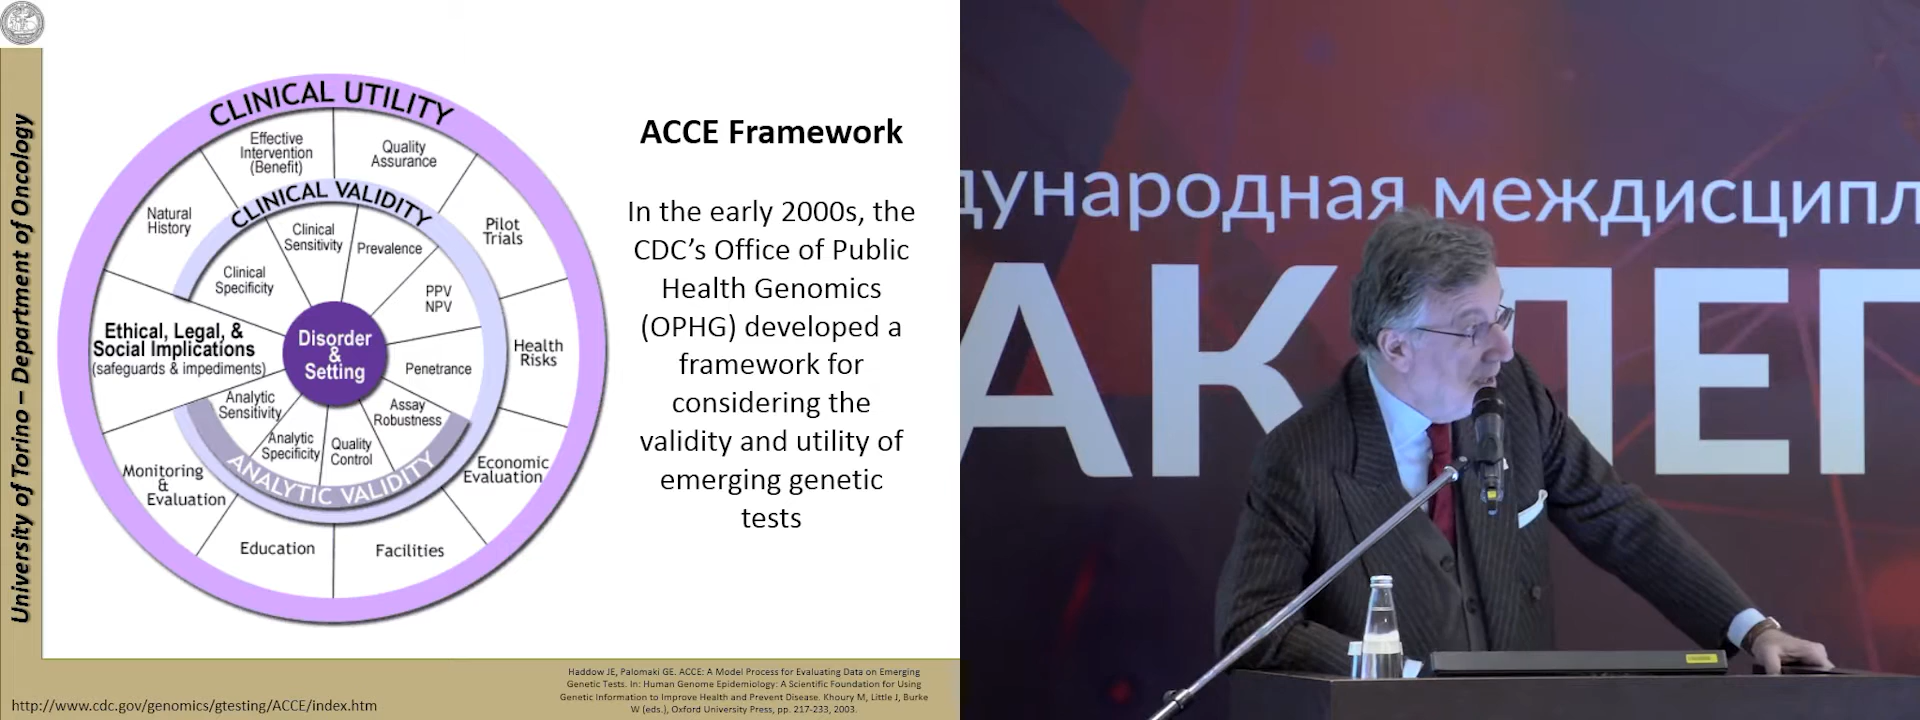 University of Torino – Department of Oncology
CLINICAL UTILITY
Effective
Intervention
(Benefit)
Quality
Assurance
Natural
History
Pilot
Trials
CLINICAL VALIDITY
Clinical
Sensitivity
Prevalence
Clinical
Specificity
PPV
NPV
Ethical, Legal, &
Social Implications
(safeguards & impediments)
Disorder
&
Setting
Health
Risks
Penetrance
Analytic
Sensitivity
Assay
Robustness
Analytic
Specificity
Quality
Control
ANALYTIC VALIDITY
Monitoring
&
Evaluation
Economic
Evaluation
Education
Facilities
ACCE Framework
In the early 2000s, the
CDC’s Office of Public
Health Genomics
(OPHG) developed a
framework for
considering the
validity and utility of
emerging genetic
tests
http://www.cdc.gov/genomics/gtesting/ACCE/index.htm
Haddow JE, Palomaki GE. ACCE: A Model Process for Evaluating Data on Emerging
Genetic Tests. In: Human Genome Epidemiology: A Scientific Foundation for Using
Genetic Information to Improve Health and Prevent Disease. Khoury M, Little J, Burke
W (eds.), Oxford University Press, pp. 217-233, 2003.
дународная междисципл